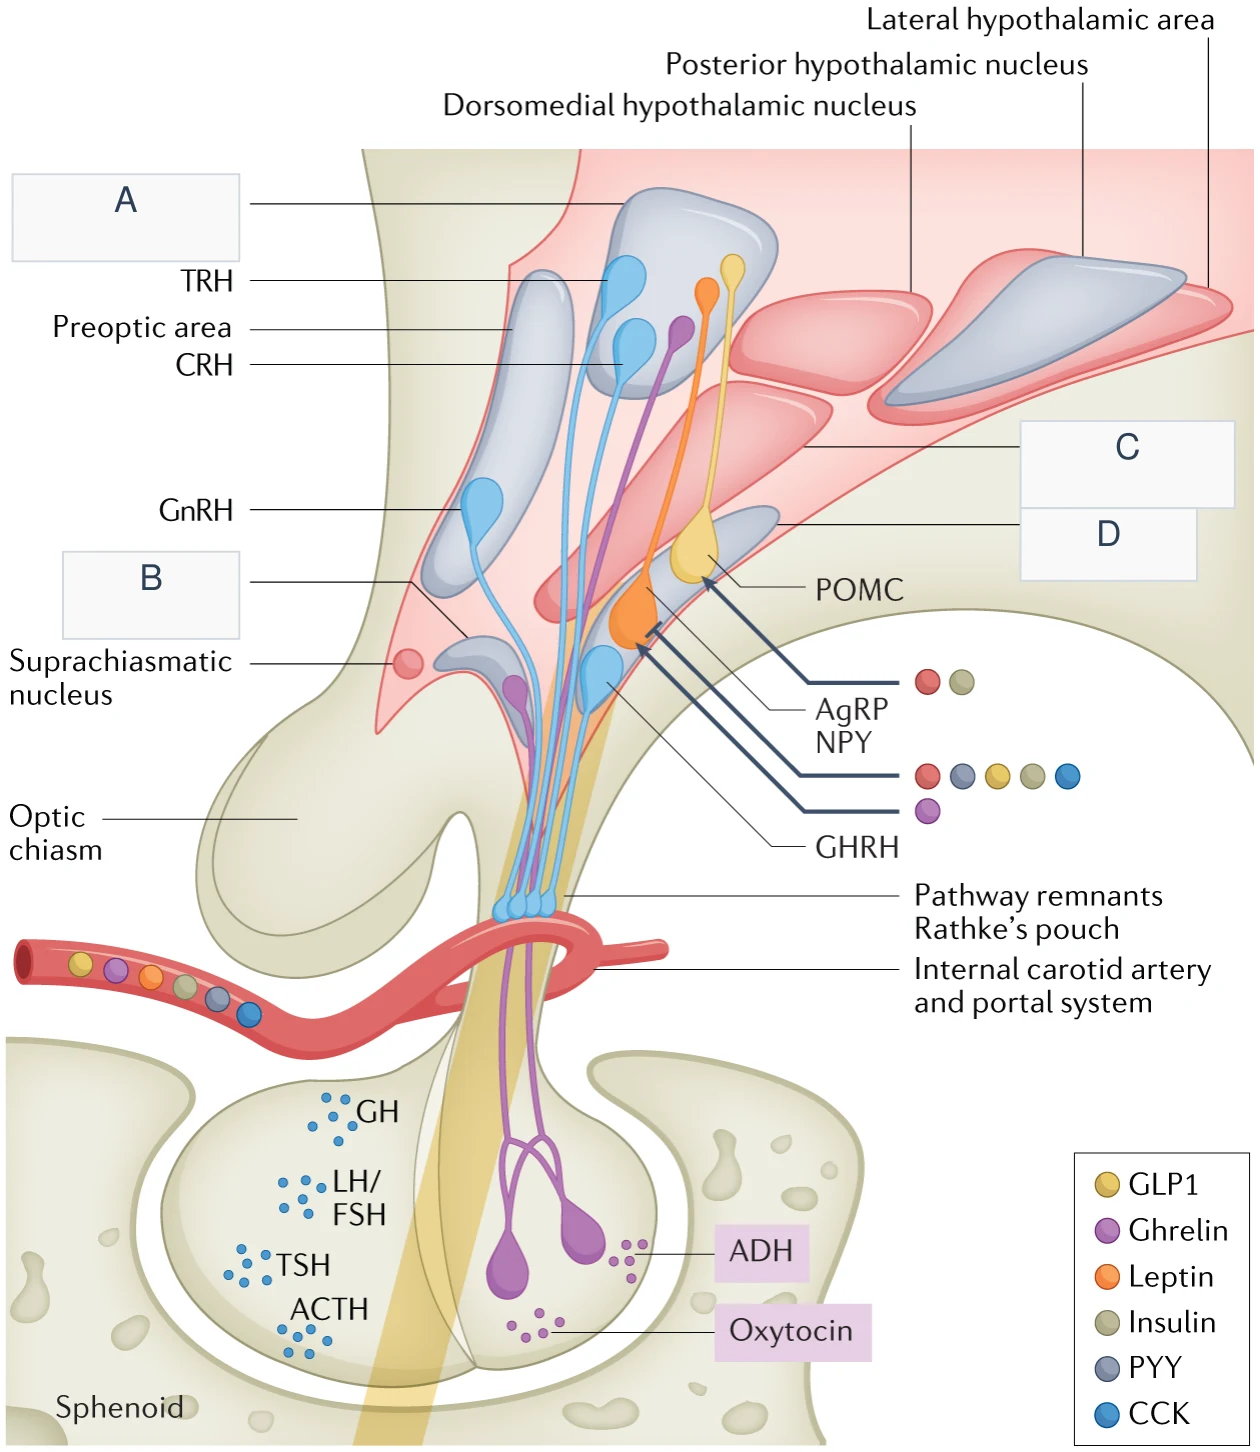 Lateral hypothalamic area
Posterior hypothalamic nucleus
Dorsomedial hypothalamic nucleus
A
TRH
Preoptic area
CRH
C
GnRH
D
B
POMC
Suprachiasmatic
nucleus
AgRP
NPY
Optic
chiasm
GHRH
Pathway remnants
Rathke's pouch
Internal carotid artery
and portal system
GH
LH/
FSH
TSH
ACTH
ADH
Oxytocin
Sphenoid
GLP1
Ghrelin
Leptin
Insulin
PYY
CCK